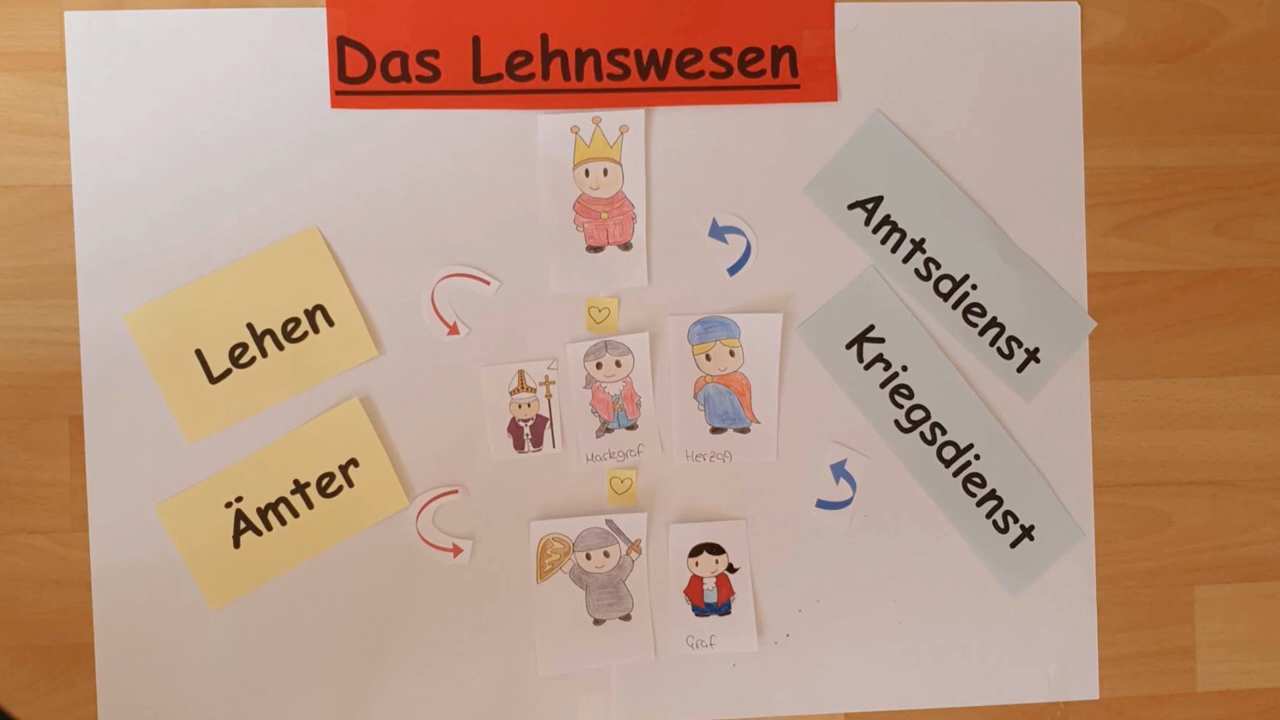 Das Lehnswesen
Lehen
Ämter
Amtsdienst
Kriegsdienst
Markgraf
Herzog
Graf